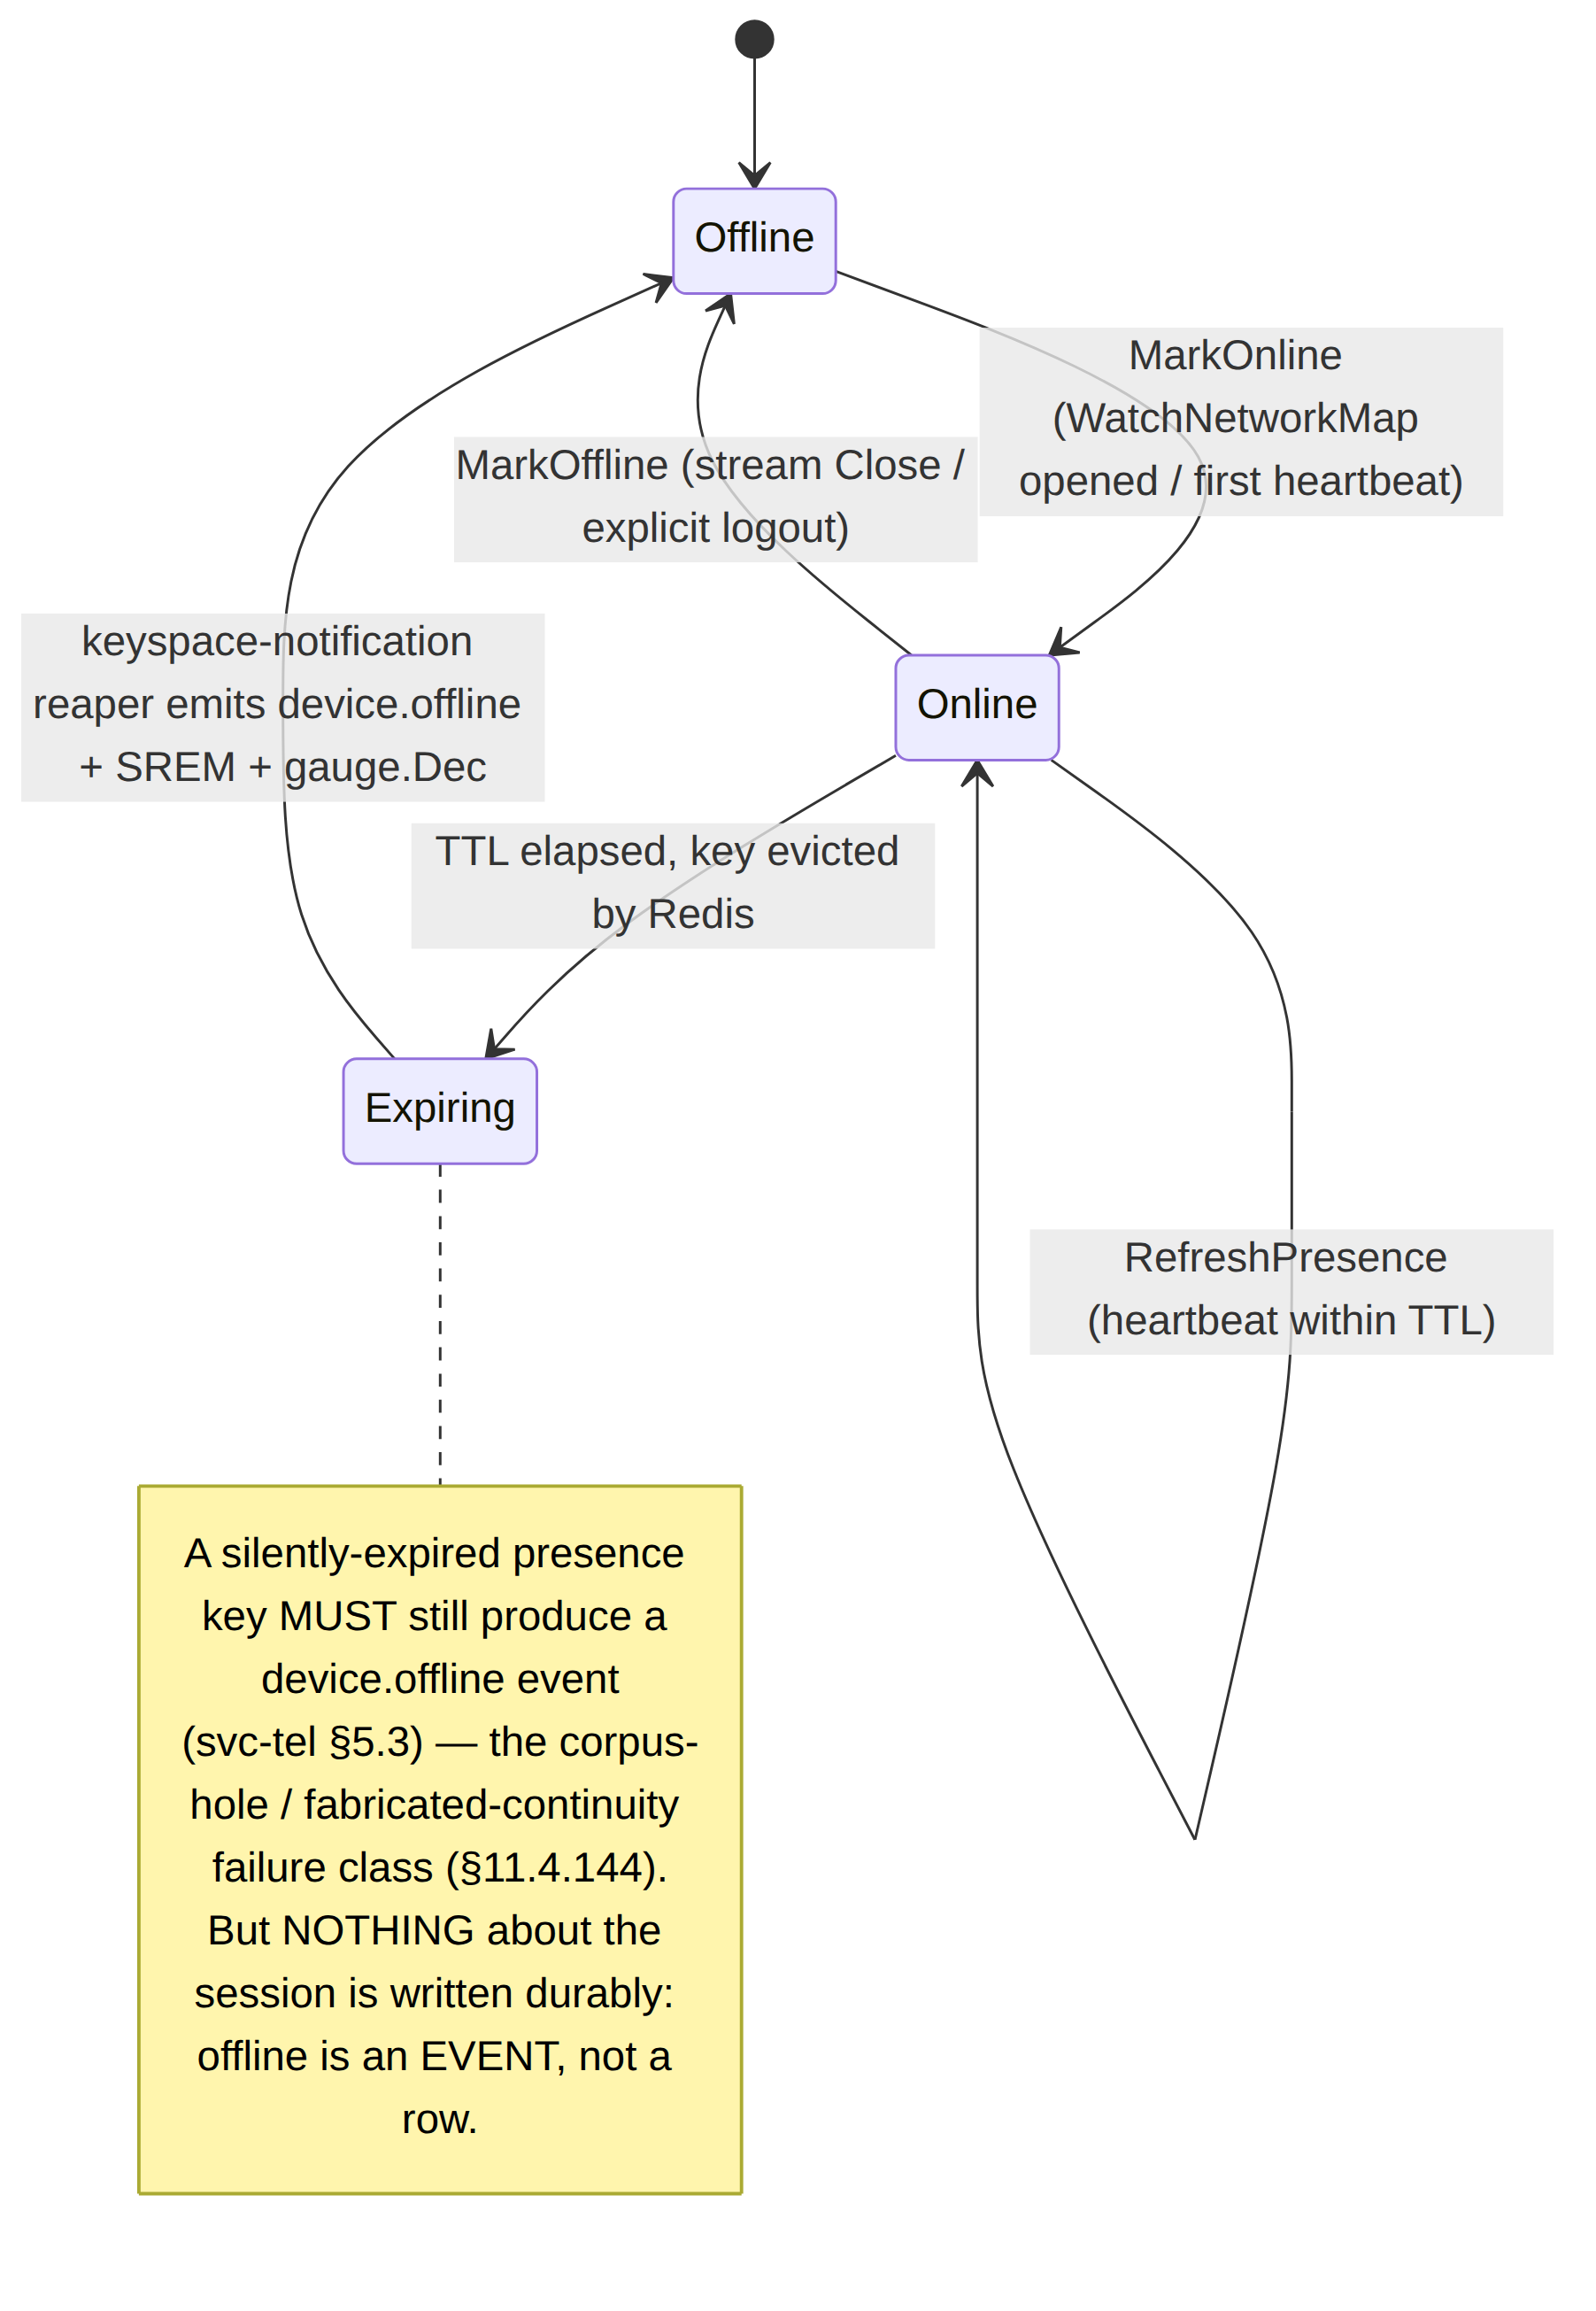 Offline
MarkOnline
(WatchNetworkMap
opened / first heartbeat)
MarkOffline (stream Close /
explicit logout)
keyspace-notification
reaper emits device.offline
+ SREM + gauge.Dec
Online
TTL elapsed, key evicted
by Redis
Expiring
RefreshPresence
(heartbeat within TTL)
A silently-expired presence
key MUST still produce a
device.offline event
(svc-tel §5.3) — the corpus-
hole / fabricated-continuity
failure class (§11.4.144).
But NOTHING about the
session is written durably:
offline is an EVENT, not a
row.